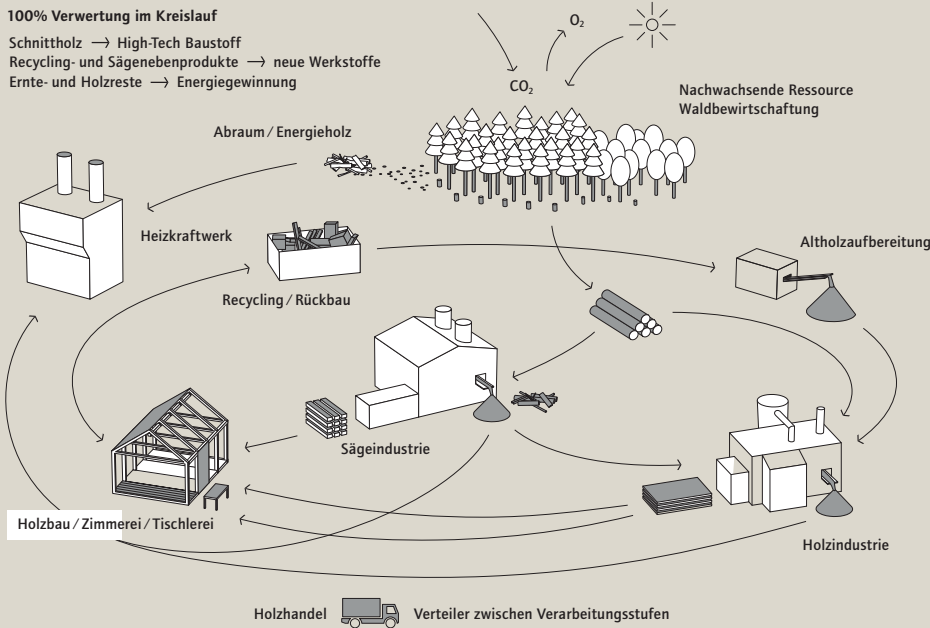 100% Verwertung im Kreislauf
Schnittholz → High-Tech Baustoff
Recycling- und Sägenebenprodukte → neue Werkstoffe
Ernte- und Holzreste → Energiegewinnung
O₂
CO₂
Nachwachsende Ressource
Waldbewirtschaftung
Abraum / Energieholz
Heizkraftwerk
Altholzaufbereitung
Recycling / Rückbau
Sägeindustrie
Holzbau / Zimmerei / Tischlerei
Holzindustrie
Holzhandel
Verteiler zwischen Verarbeitungsstufen